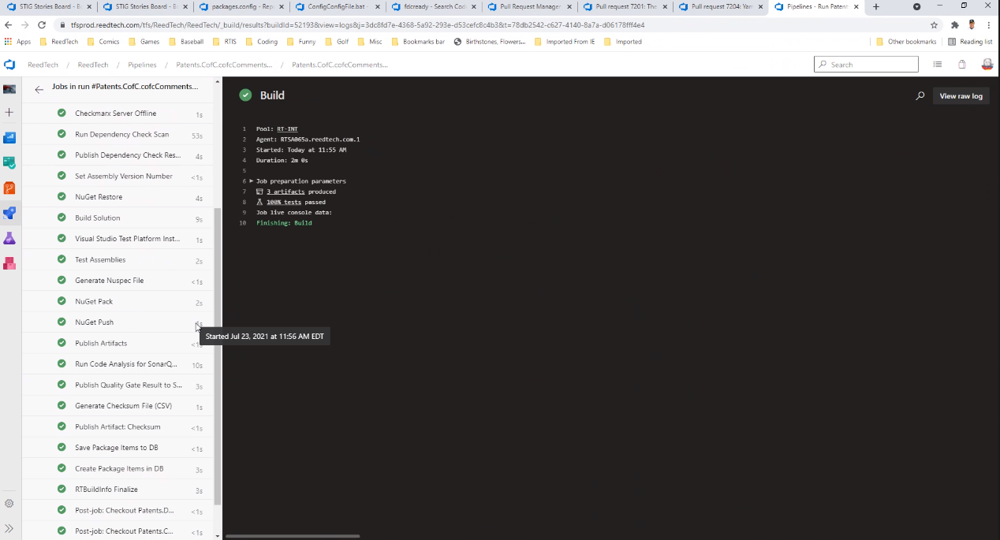 STIG Stories Board - B
STIG Stories Board - B
packages.config - Rep
ConfigConfigFile.bat -
fdcready - Search Cod
Pull Request Manager
Pull request 7201: The
Pull request 7204: Yam
Pipelines - Run Patent
tfsprod.reedtech.com/tfs/ReedTech/ReedTech/_build/results?buildId=52193&view=logs&j=3dc8fd7e-4368-5a92-293e-d53cefc8c4b3&t=78db2542-c627-4140-8a7a-d06178fff4e4
Apps ReedTech Comics Games Baseball RTIS Coding Funny Golf Misc Bookmarks bar Birthstones, Flowers... Imported From IE Imported Other bookmarks Reading list
ReedTech / ReedTech / Pipelines / Patents.CofC.cofcComments... / Patents.CofC.cofcComments...
Search
Jobs in run #Patents.CofC.cofcComments...
Checkmarx Server Offline 1s
Run Dependency Check Scan 53s
Publish Dependency Check Res... 4s
Set Assembly Version Number <1s
NuGet Restore 4s
Build Solution 9s
Visual Studio Test Platform Inst... 1s
Test Assemblies 2s
Generate Nuspec File <1s
NuGet Pack 2s
NuGet Push
Publish Artifacts <1s
Run Code Analysis for SonarQ... 10s
Publish Quality Gate Result to S... 3s
Generate Checksum File (CSV) 1s
Publish Artifact: Checksum <1s
Save Package Items to DB <1s
Create Package Items in DB 3s
RTBuildInfo Finalize 3s
Post-job: Checkout Patents.D... <1s
Post-job: Checkout Patents.C... <1s
Started Jul 23, 2021 at 11:56 AM EDT
Build
View raw log
1 Pool: RT-INT
2 Agent: RTSA065a.reedtech.com.1
3 Started: Today at 11:55 AM
4 Duration: 2m 0s
5
6 Job preparation parameters
7 3 artifacts produced
8 100% tests passed
9 Job live console data:
10 Finishing: Build